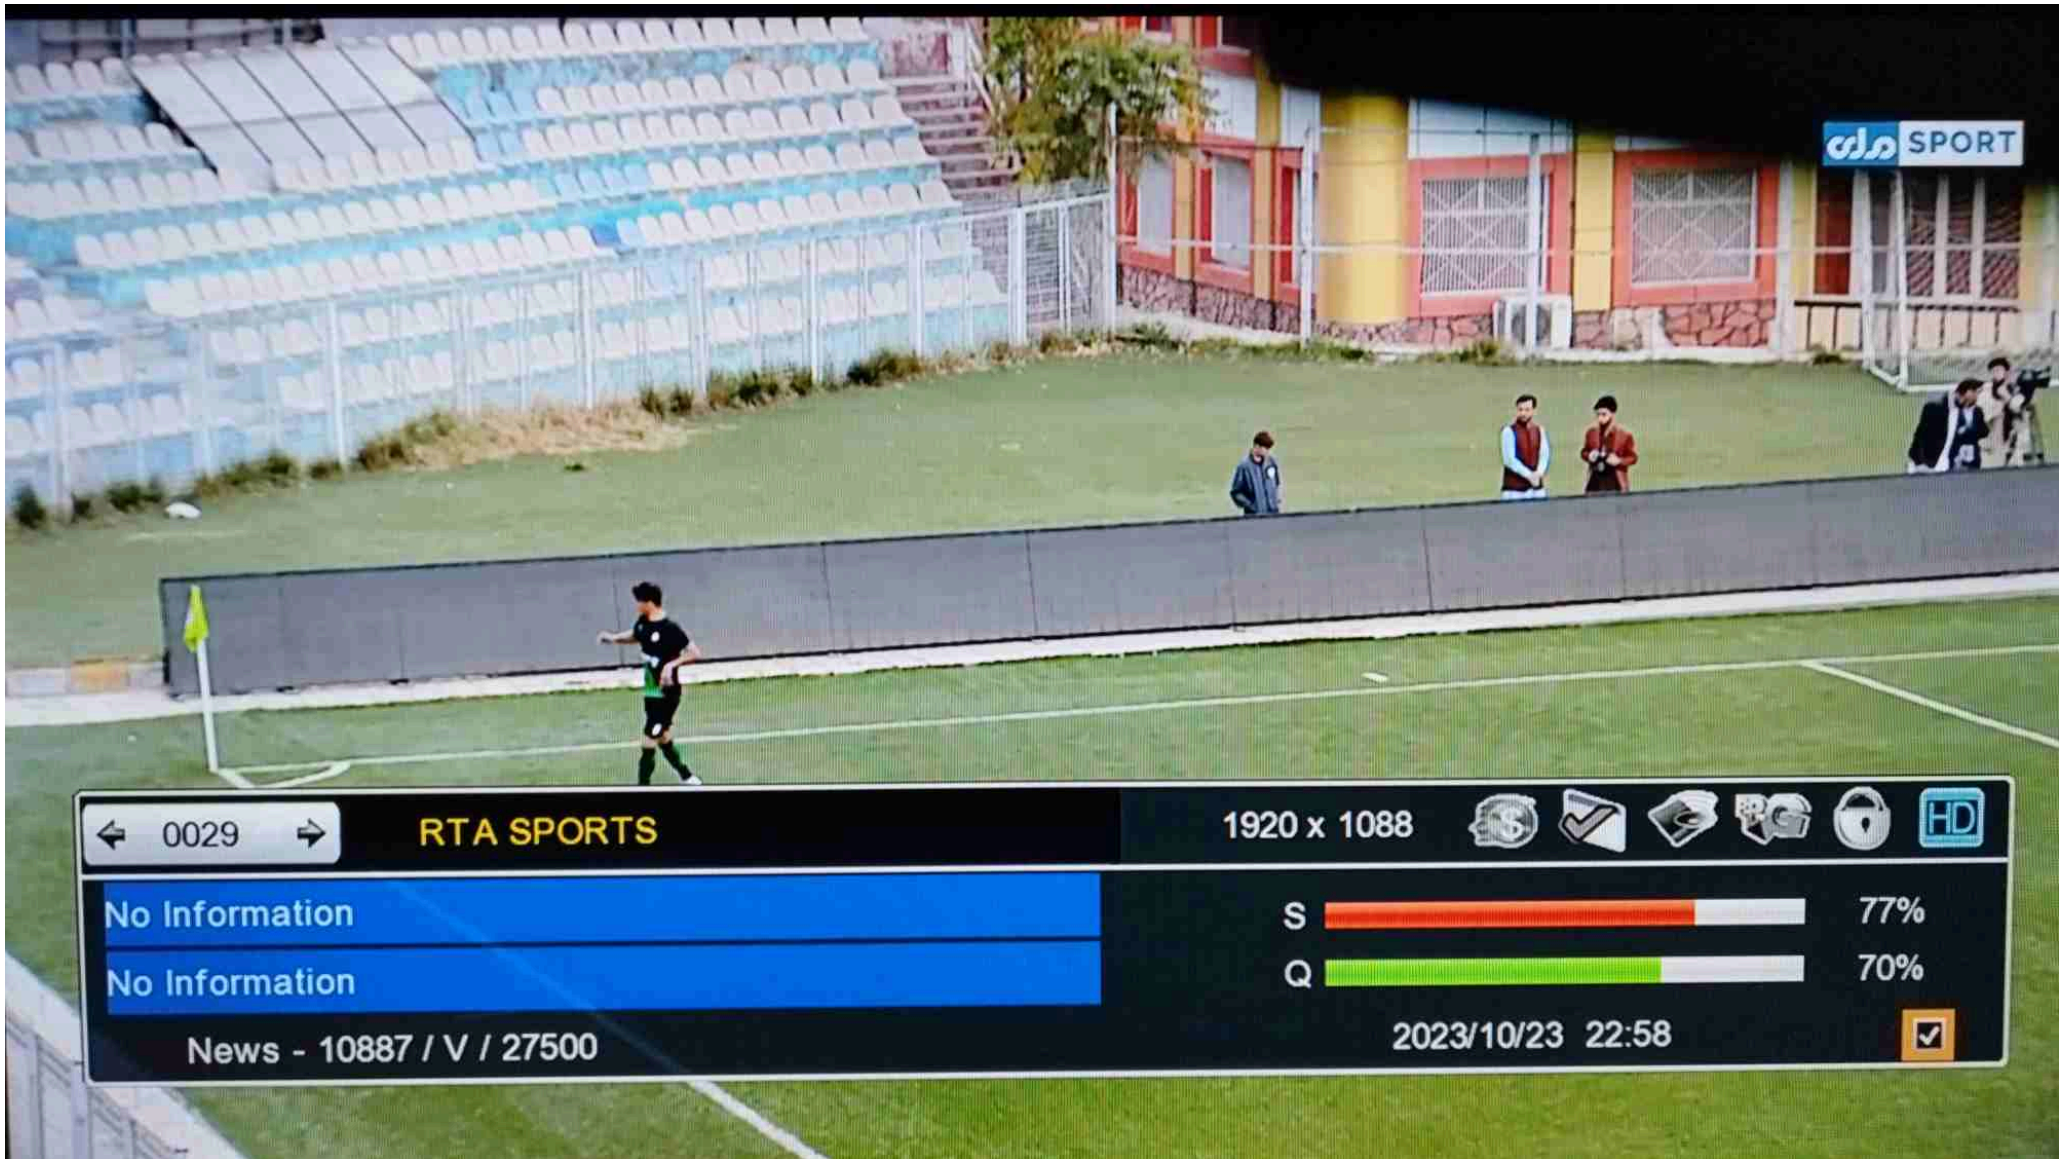 ملی SPORT
0029
RTA SPORTS
1920 x 1088
$
HD
No Information
S
77%
No Information
Q
70%
News - 10887 / V / 27500
2023/10/23 22:58